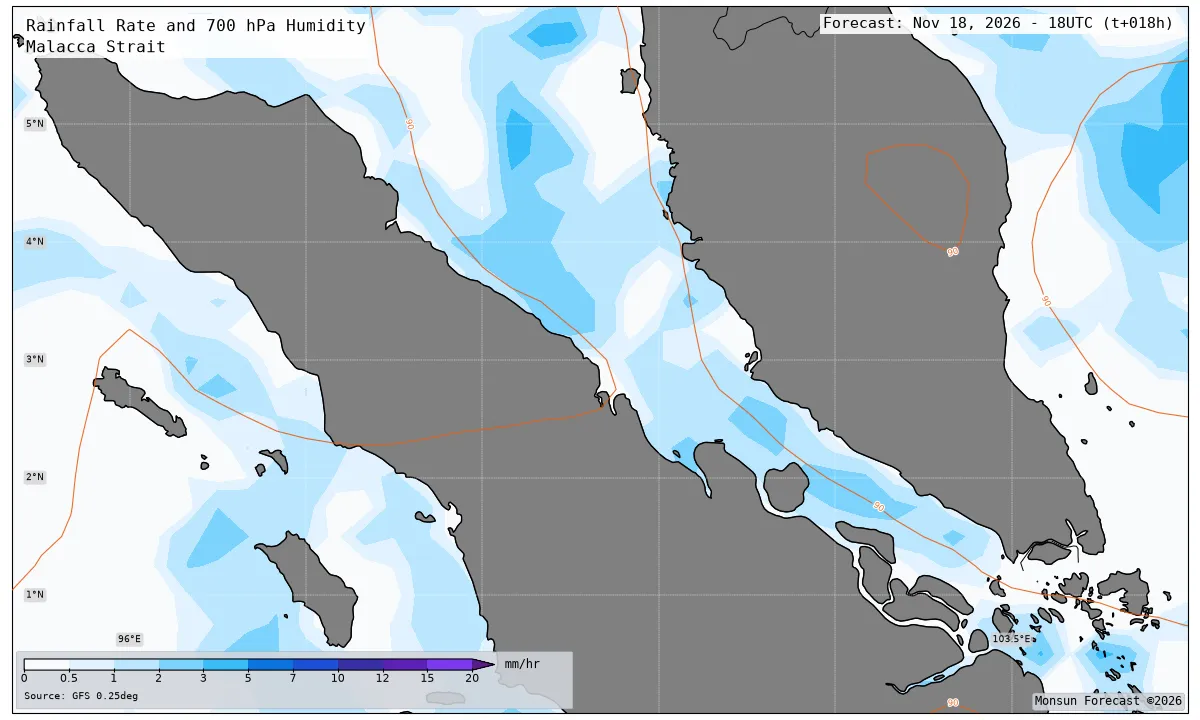 Rainfall Rate and 700 hPa Humidity
Malacca Strait
Forecast: Nov 18, 2026 - 18UTC (t+018h)
90
5°N
4°N
90
90
3°N
2°N
90
1°N
96°E
103.5°E
0 0.5 1 2 3 5 7 10 12 15 20 mm/hr
Source: GFS 0.25deg
90
Monsun Forecast ©2026